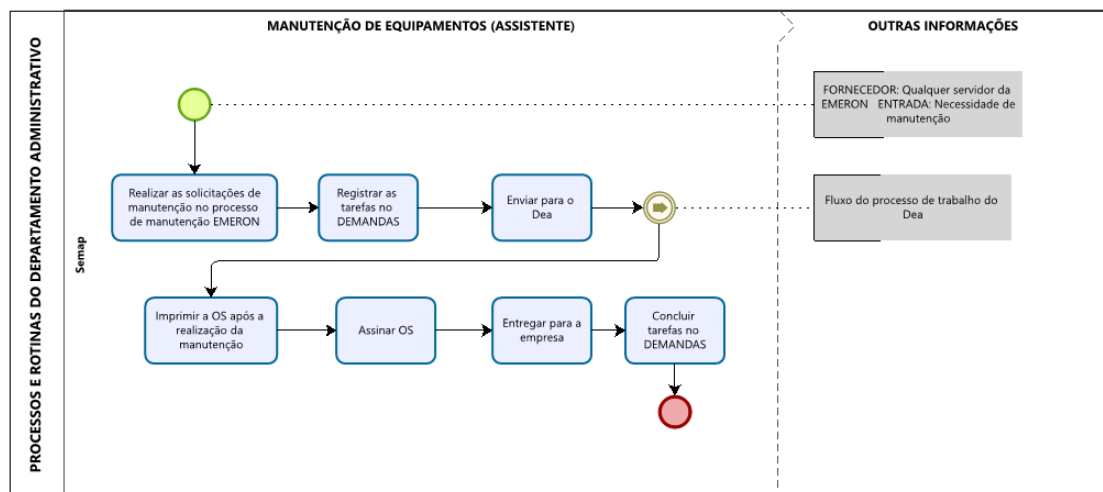 PROCESSOS E ROTINAS DO DEPARTAMENTO ADMINISTRATIVO
MANUTENÇÃO DE EQUIPAMENTOS (ASSISTENTE)
OUTRAS INFORMAÇÕES
Semap
FORNECEDOR: Qualquer servidor da
EMERON   ENTRADA: Necessidade de
manutenção
Realizar as solicitações de
manutenção no processo
de manutenção EMERON
Registrar as
tarefas no
DEMANDAS
Enviar para o
Dea
Fluxo do processo de trabalho do
Dea
Imprimir a OS após a
realização da
manutenção
Assinar OS
Entregar para a
empresa
Concluir
tarefas no
DEMANDAS